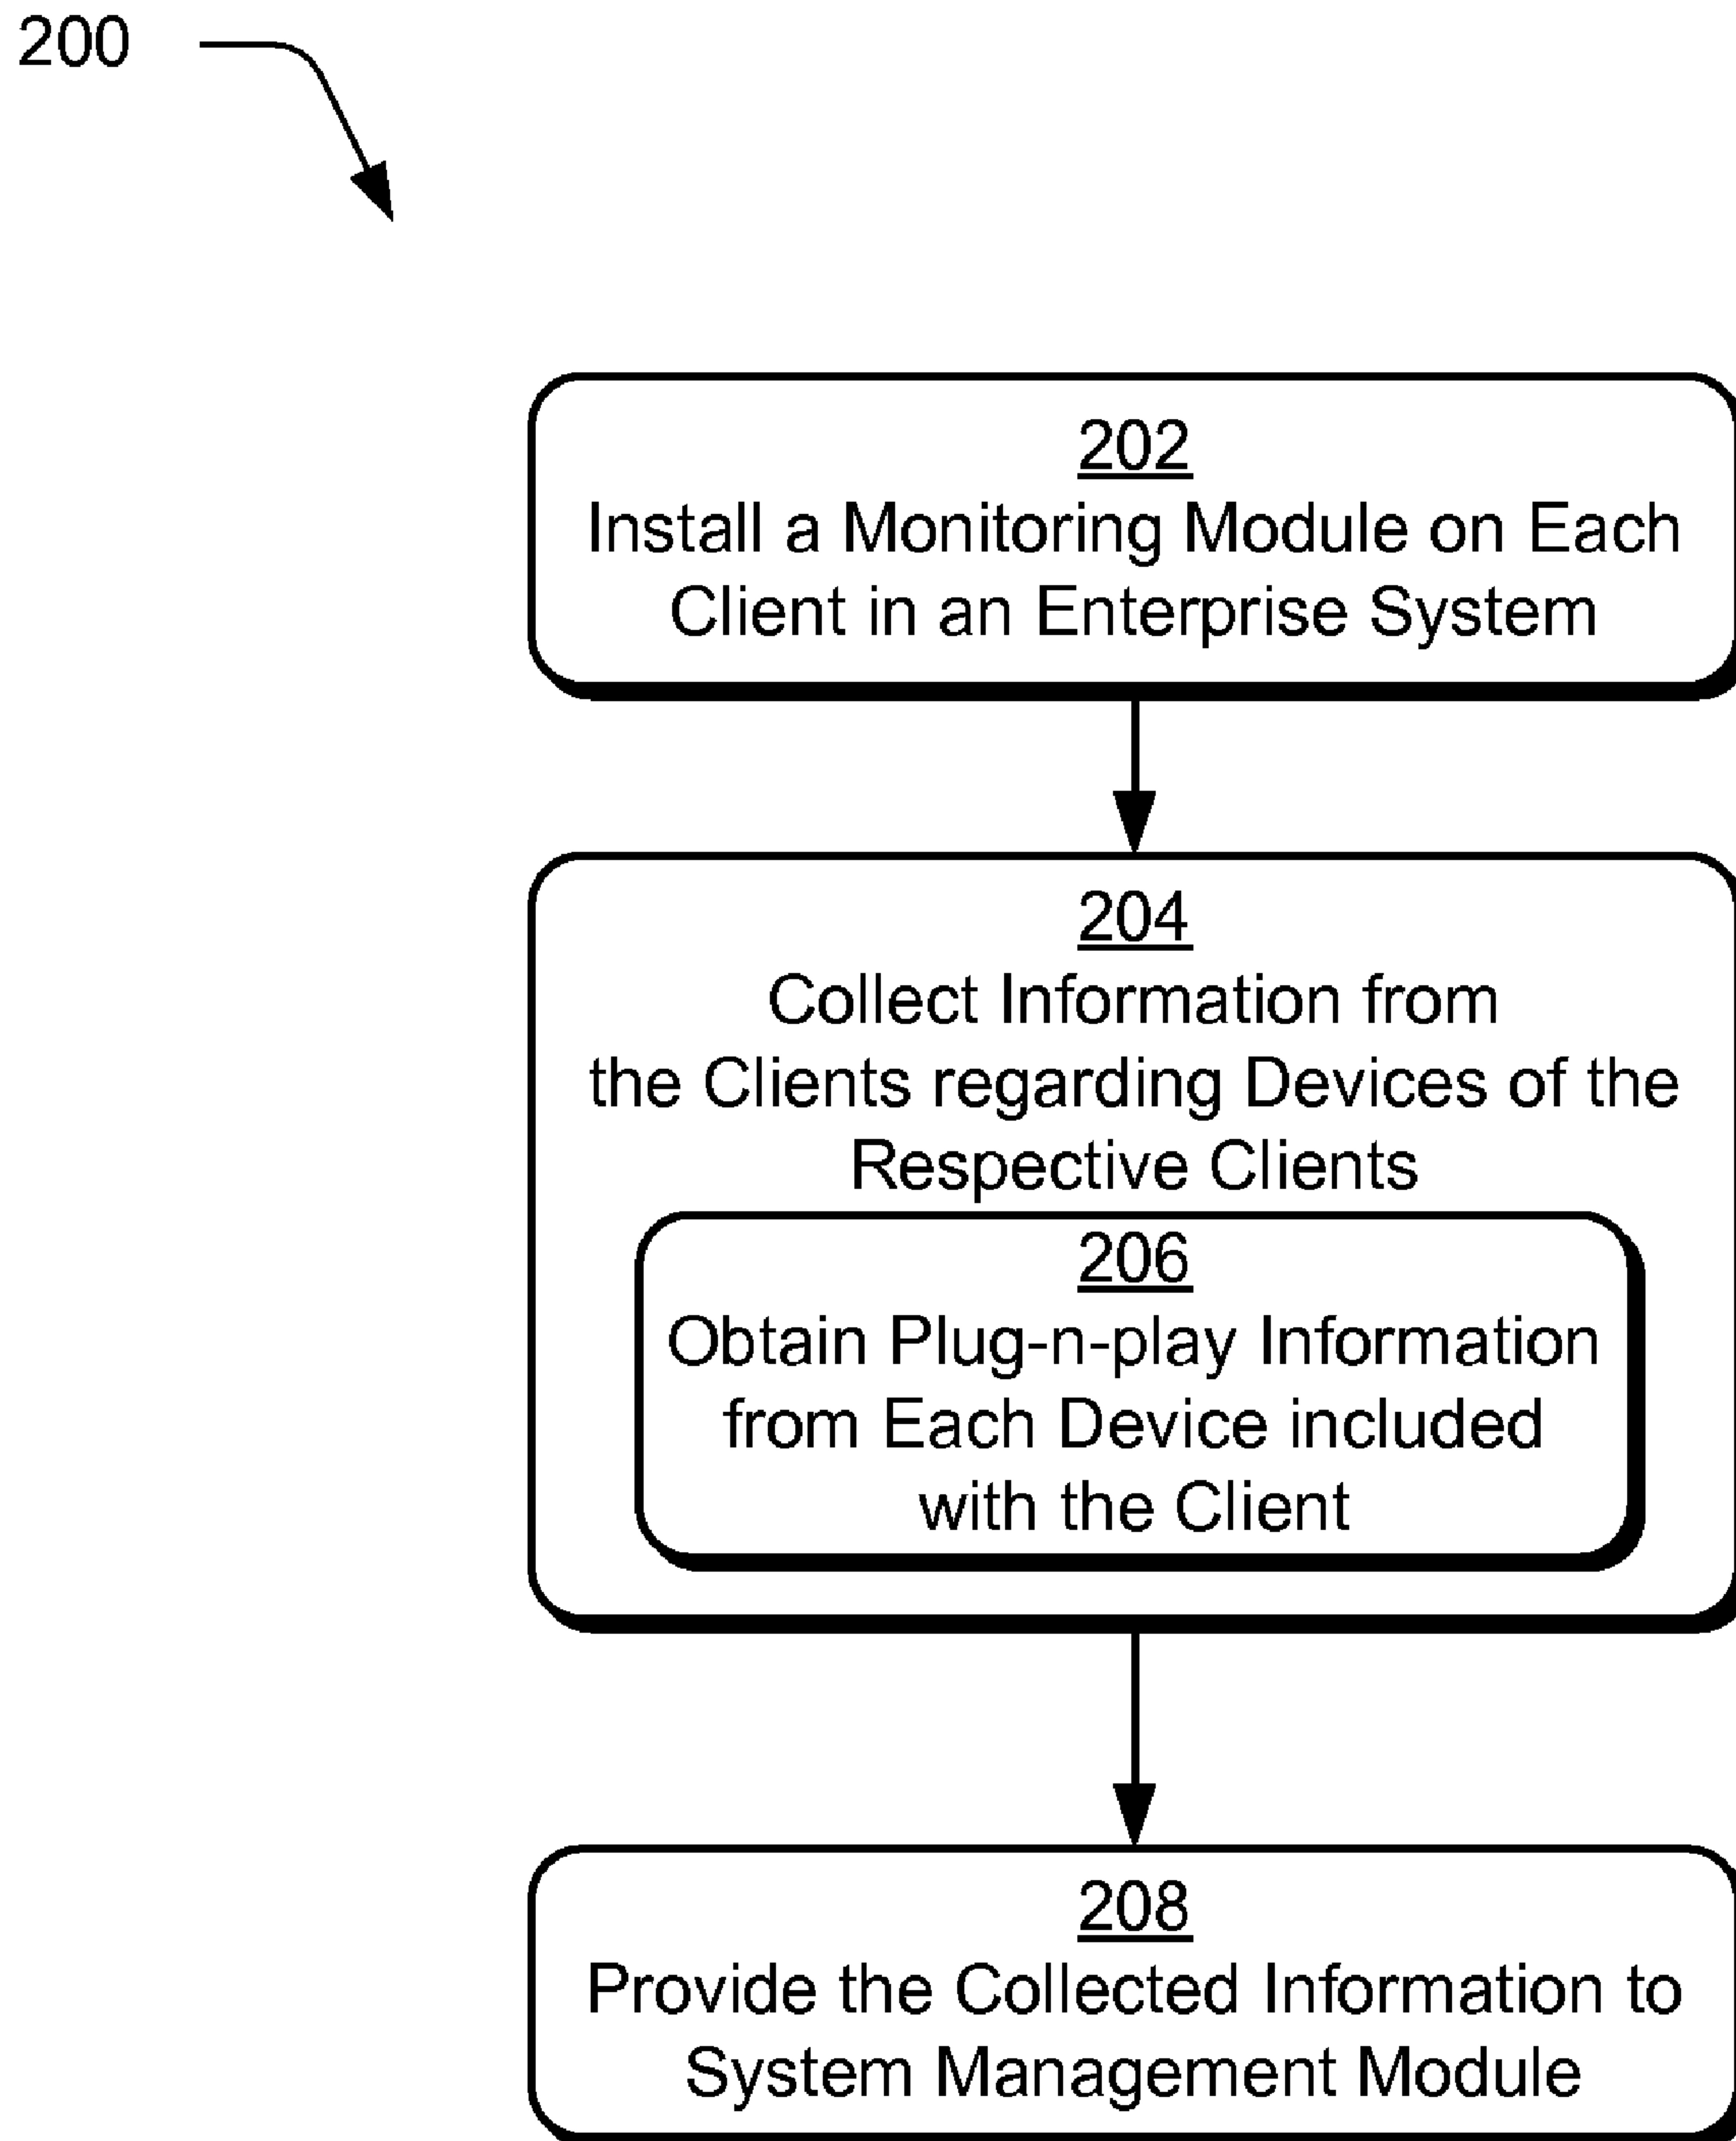 200
202
Install a Monitoring Module on Each
Client in an Enterprise System
204
Collect Information from
the Clients regarding Devices of the
Respective Clients
206
Obtain Plug-n-play Information
from Each Device included
with the Client
208
Provide the Collected Information to
System Management Module